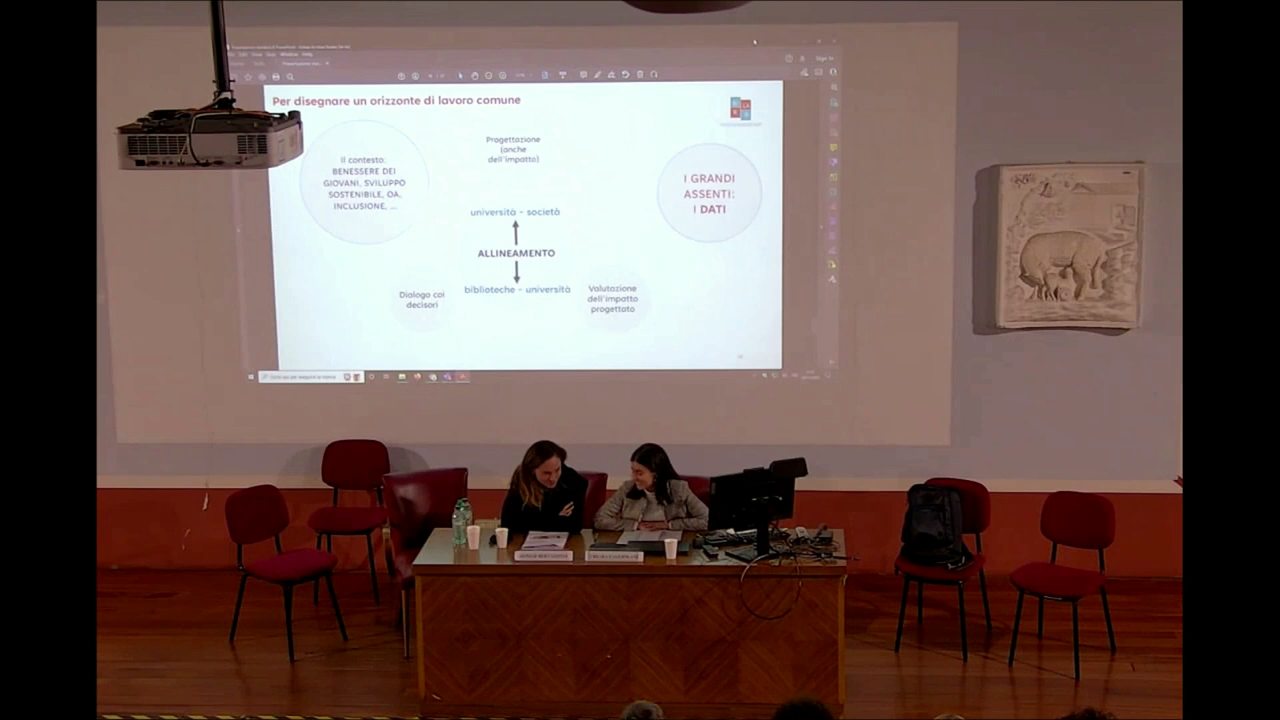 Per disegnare un orizzonte di lavoro comune
Il contesto:
BENESSERE DEI
GIOVANI, SVILUPPO
SOSTENIBILE, OA,
INCLUSIONE, ...
Progettazione
(anche
dell'impatto)
I GRANDI
ASSENTI:
I DATI
università - società
ALLINEAMENTO
biblioteche - università
Dialogo coi
decisori
Valutazione
dell'impatto
progettato